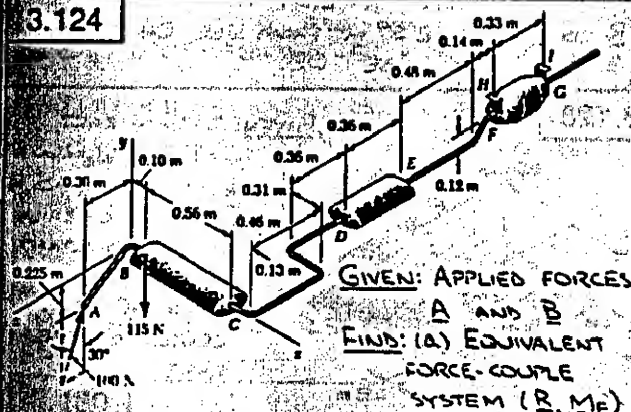 3.124
0.33 m
0.14 m
I
0.48 m
H
G
0.36 m
F
y
0.10 m
0.36 m
E
0.12 m
0.30 m
0.31 m
0.56 m
0.46 m
D
0.225 m
B
0.13 m
GIVEN: APPLIED FORCES
A
C
A AND B
115 N
x
FIND: (a) EQUIVALENT
30°
FORCE-COUPLE
SYSTEM (R